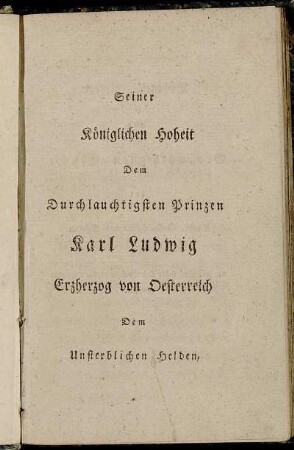 Seiner
Königlichen Hoheit
Dem
Durchlauchtigsten Prinzen
Karl Ludwig
Erzherzog von Oesterreich
Dem
Unsterblichen Helden,